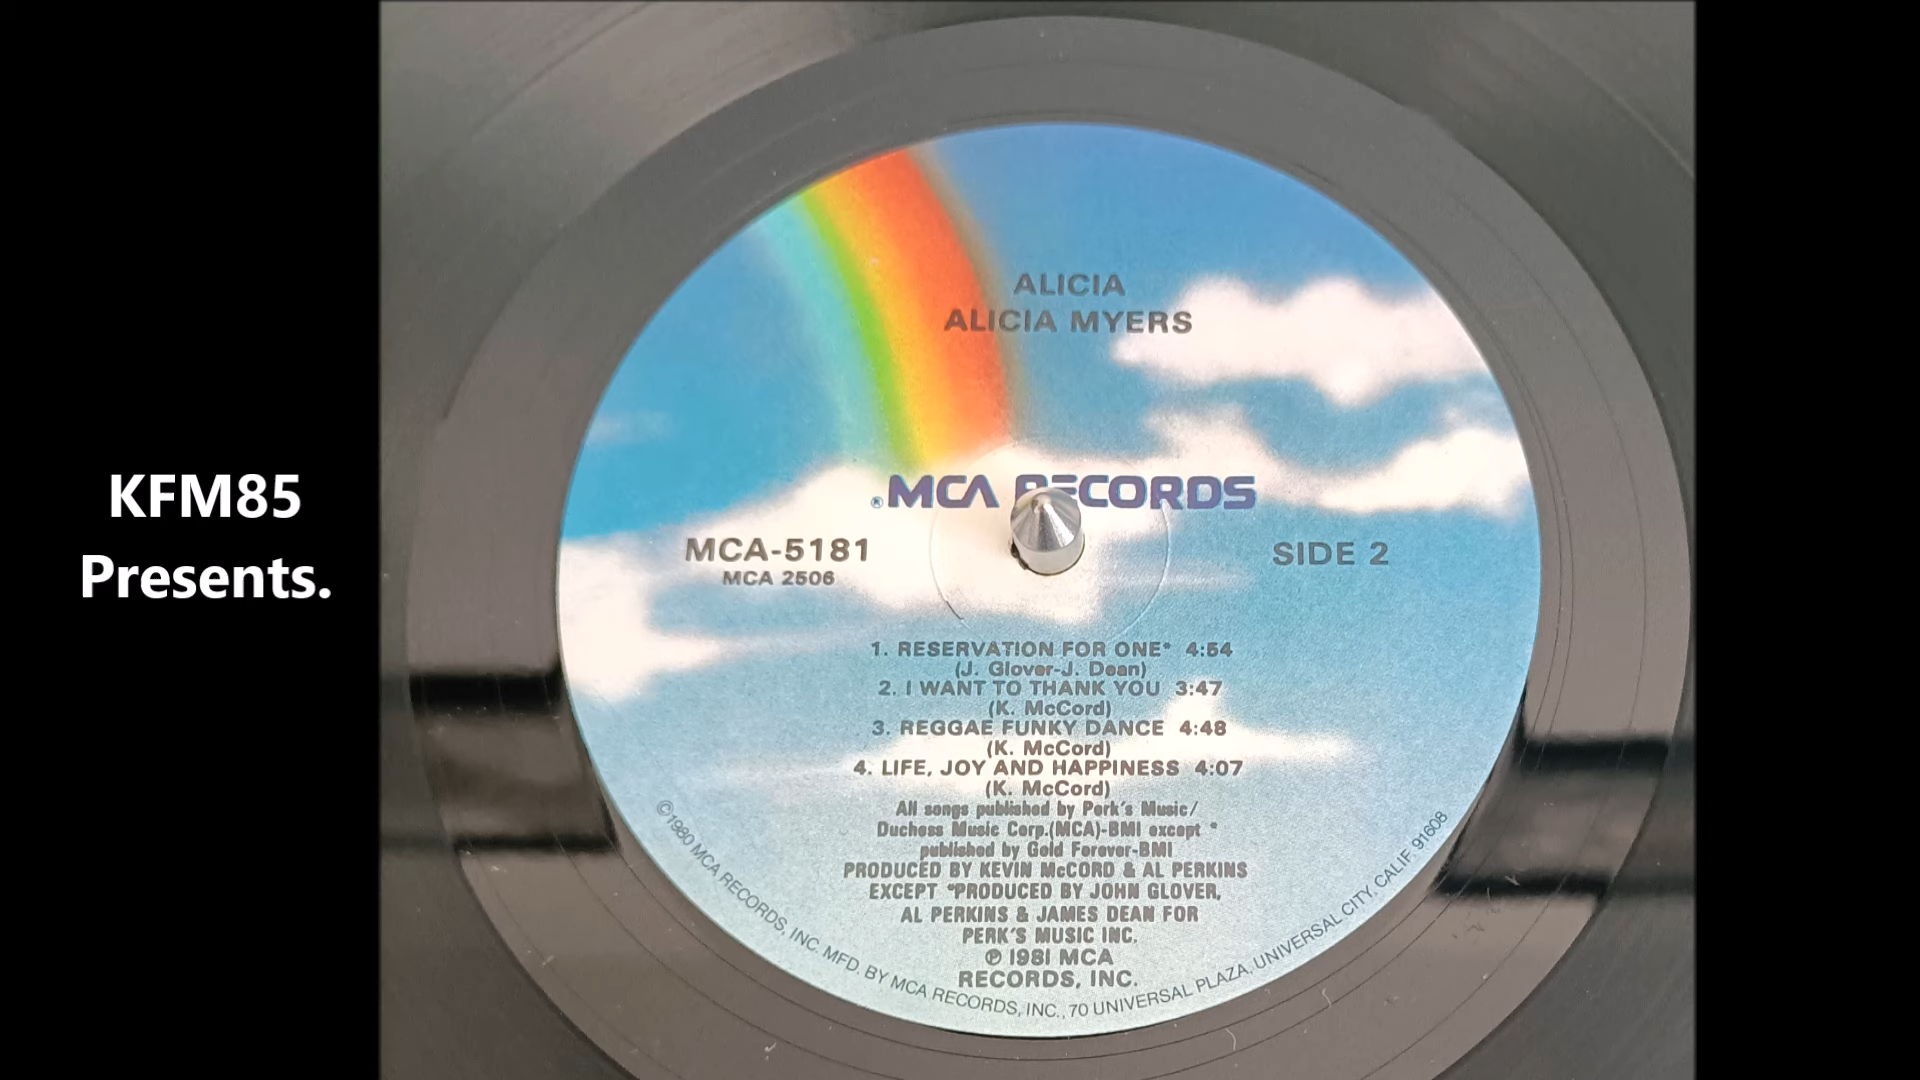 KFM85
Presents.
ALICIA
ALICIA MYERS
®MCA RECORDS
MCA-5181
MCA 2506
SIDE 2
1. RESERVATION FOR ONE* 4:54
(J. Glover-J. Dean)
2. I WANT TO THANK YOU 3:47
(K. McCord)
3. REGGAE FUNKY DANCE 4:48
(K. McCord)
4. LIFE, JOY AND HAPPINESS 4:07
(K. McCord)
All songs published by Perk's Music/
Duchess Music Corp.(MCA)-BMI except *
published by Gold Forever-BMI
PRODUCED BY KEVIN McCORD & AL PERKINS
EXCEPT *PRODUCED BY JOHN GLOVER,
AL PERKINS & JAMES DEAN FOR
PERK'S MUSIC INC.
℗ 1981 MCA
RECORDS, INC.
©1980 MCA RECORDS, INC. MFD. BY MCA RECORDS, INC., 70 UNIVERSAL PLAZA, UNIVERSAL CITY, CALIF. 91608